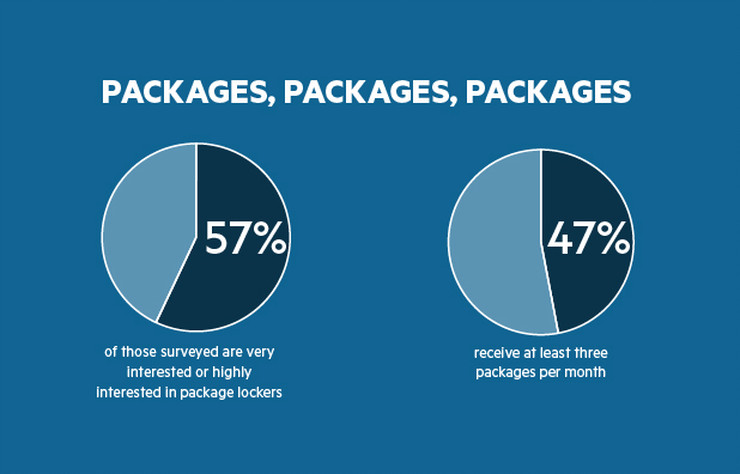 PACKAGES, PACKAGES, PACKAGES
57%
of those surveyed are very
interested or highly
interested in package lockers
47%
receive at least three
packages per month